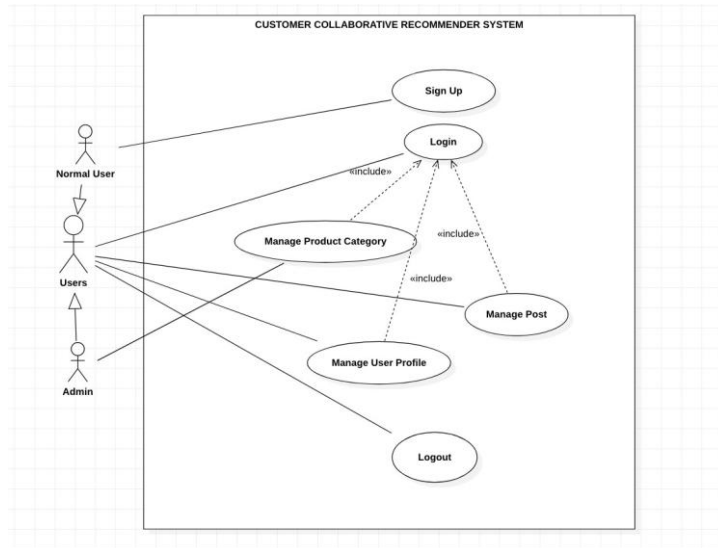 CUSTOMER COLLABORATIVE RECOMMENDER SYSTEM
Sign Up
Login
Normal User
«include»
Manage Product Category
«include»
Users
«include»
Manage Post
Manage User Profile
Admin
Logout